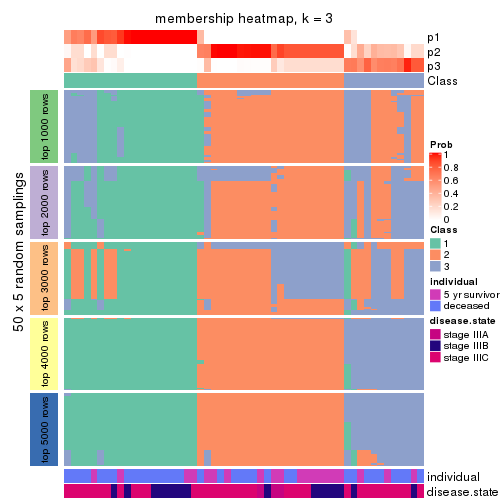 membership heatmap, k = 3
p1
p2
p3
Class
50 x 5 random samplings
top 1000 rows
top 2000 rows
top 3000 rows
top 4000 rows
top 5000 rows
individual
disease.state
Prob
1
0.8
0.6
0.4
0.2
0
Class
1
2
3
individual
5 yr survivor
deceased
disease.state
stage IIIA
stage IIIB
stage IIIC